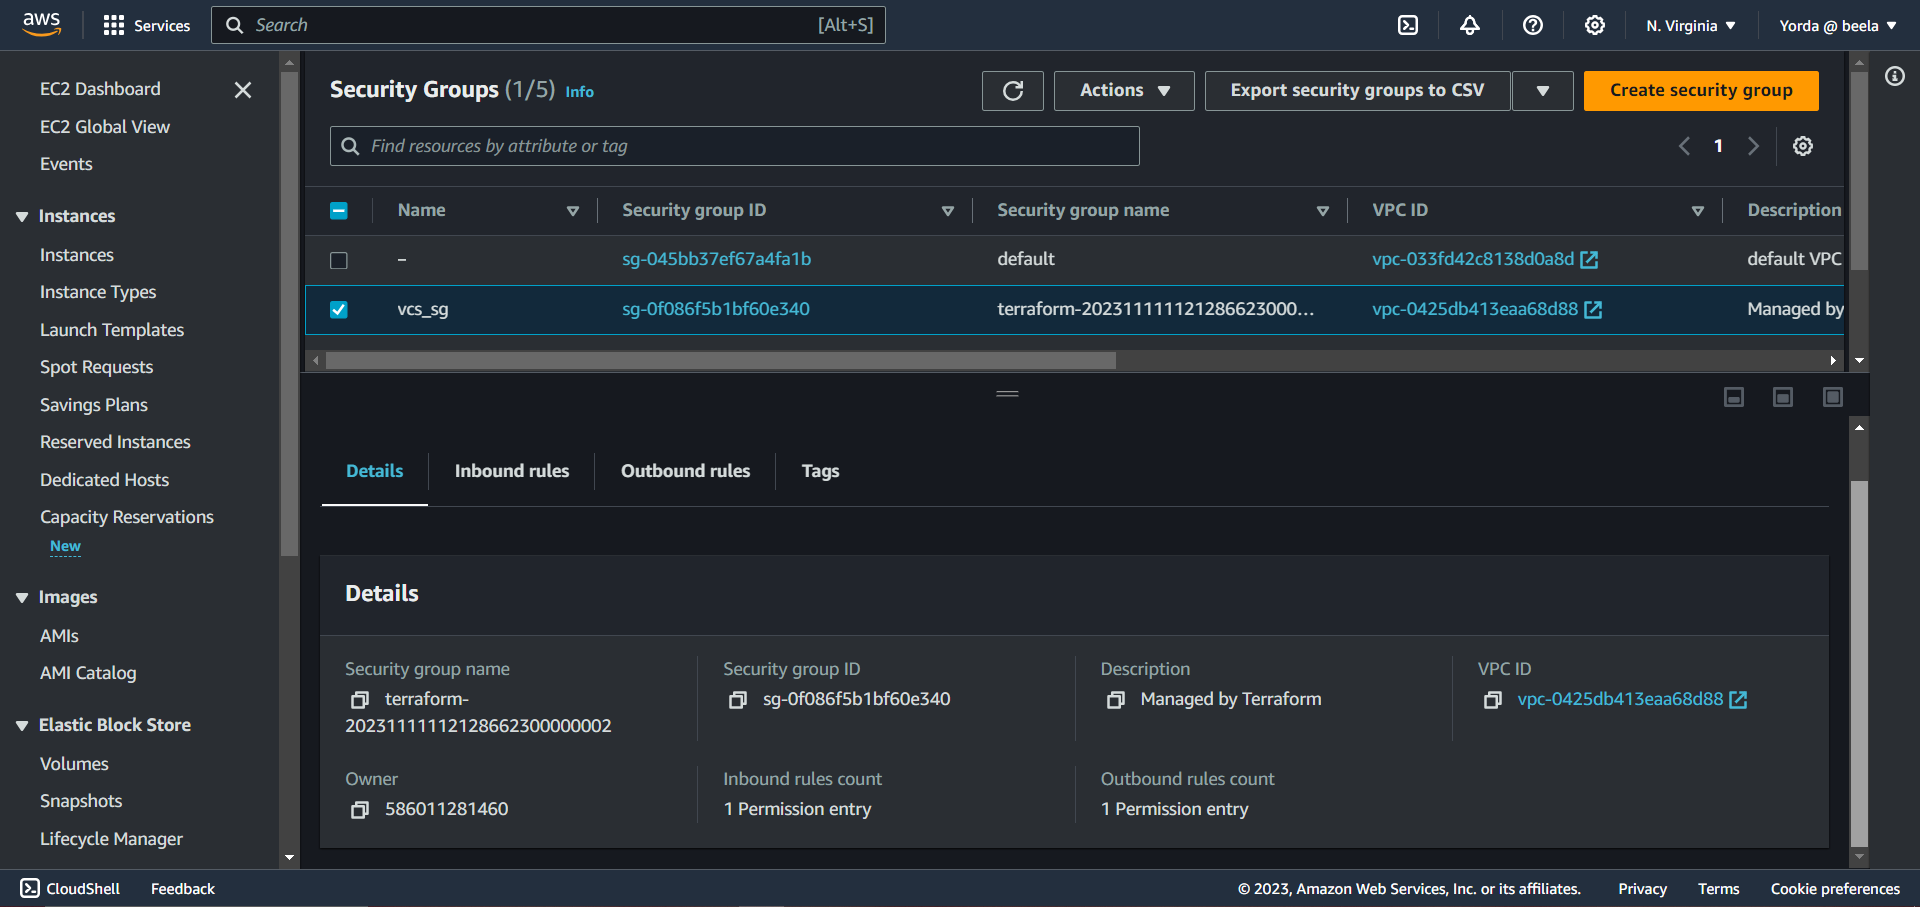 aws
Services
Search
[Alt+S]
N. Virginia
Yorda @ beela
EC2 Dashboard
EC2 Global View
Events
Instances
Instances
Instance Types
Launch Templates
Spot Requests
Savings Plans
Reserved Instances
Dedicated Hosts
Capacity Reservations
New
Images
AMIs
AMI Catalog
Elastic Block Store
Volumes
Snapshots
Lifecycle Manager
Security Groups (1/5) Info
Actions
Export security groups to CSV
Create security group
Find resources by attribute or tag
1
Name Security group ID Security group name VPC ID Description
– sg-045bb37ef67a4fa1b default vpc-033fd42c8138d0a8d default VPC
vcs_sg sg-0f086f5b1bf60e340 terraform-202311111121286623000... vpc-0425db413eaa68d88 Managed by
Details Inbound rules Outbound rules Tags
Details
Security group name
terraform-
20231111112128662300000002
Security group ID
sg-0f086f5b1bf60e340
Description
Managed by Terraform
VPC ID
vpc-0425db413eaa68d88
Owner
586011281460
Inbound rules count
1 Permission entry
Outbound rules count
1 Permission entry
CloudShell
Feedback
© 2023, Amazon Web Services, Inc. or its affiliates.
Privacy
Terms
Cookie preferences